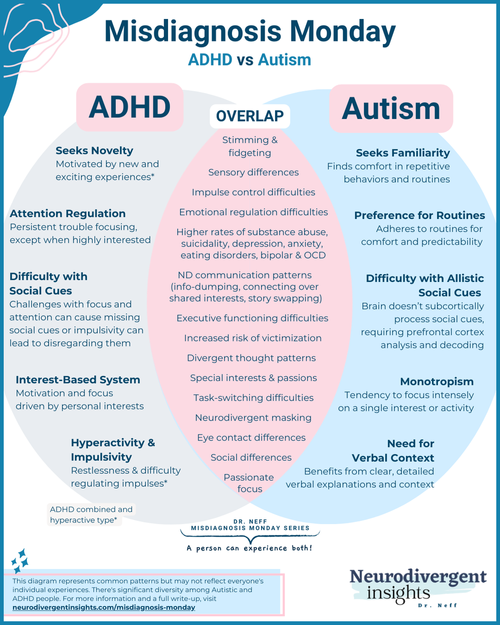 Misdiagnosis Monday
ADHD vs Autism
ADHD
OVERLAP
Autism
Seeks Novelty
Motivated by new and
exciting experiences*
Attention Regulation
Persistent trouble focusing,
except when highly interested
Difficulty with
Social Cues
Challenges with focus and
attention can cause missing
social cues or impulsivity can
lead to disregarding them
Interest-Based System
Motivation and focus
driven by personal interests
Hyperactivity &
Impulsivity
Restlessness & difficulty
regulating impulses*
ADHD combined and
hyperactive type*
Stimming &
fidgeting
Sensory differences
Impulse control difficulties
Emotional regulation difficulties
Higher rates of substance abuse,
suicidality, depression, anxiety,
eating disorders, bipolar & OCD
ND communication patterns
(info-dumping, connecting over
shared interests, story swapping)
Executive functioning difficulties
Increased risk of victimization
Divergent thought patterns
Special interests & passions
Task-switching difficulties
Neurodivergent masking
Eye contact differences
Social differences
Passionate
focus
Seeks Familiarity
Finds comfort in repetitive
behaviors and routines
Preference for Routines
Adheres to routines for
comfort and predictability
Difficulty with Allistic
Social Cues
Brain doesn't subcortically
process social cues,
requiring prefrontal cortex
analysis and decoding
Monotropism
Tendency to focus intensely
on a single interest or activity
Need for
Verbal Context
Benefits from clear, detailed
verbal explanations and context
DR. NEFF
MISDIAGNOSIS MONDAY SERIES
A person can experience both!
This diagram represents common patterns but may not reflect everyone's
individual experiences. There's significant diversity among Autistic and
ADHD people. For more information and a full write-up, visit
neurodivergentinsights.com/misdiagnosis-monday
Neurodivergent
insights
Dr. Neff